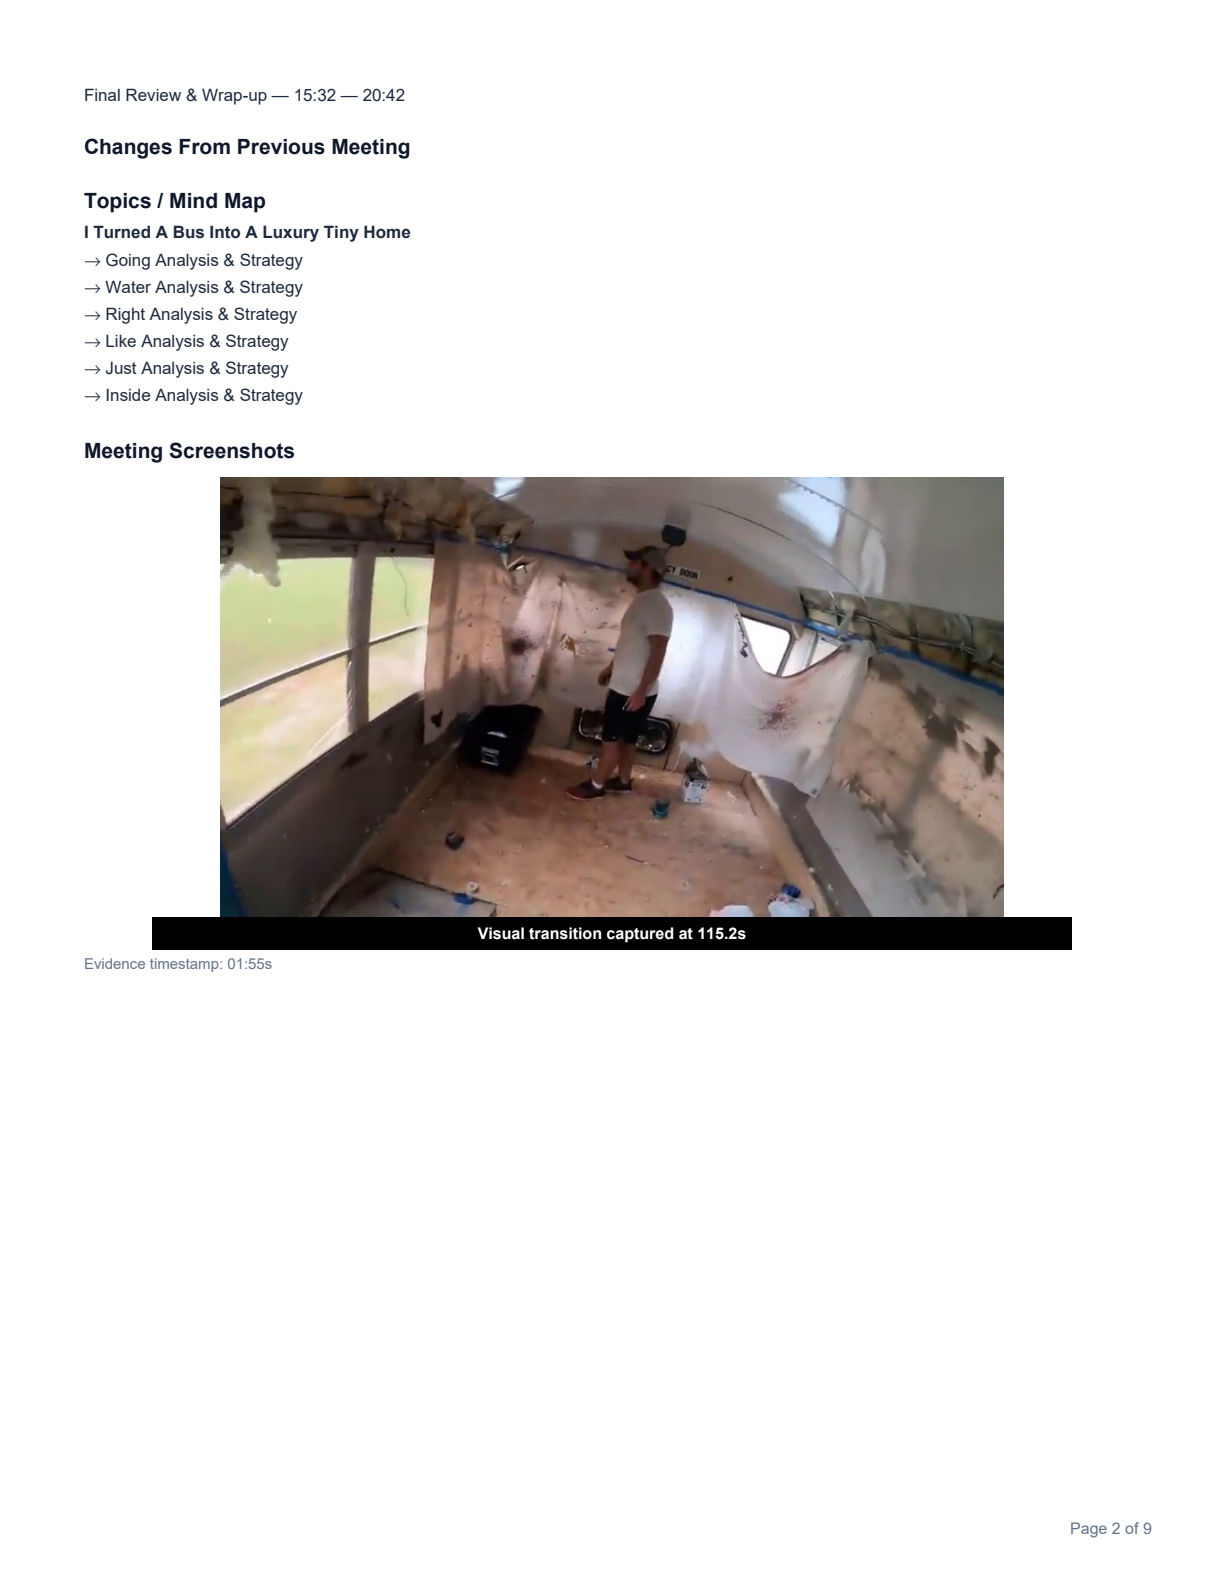 Final Review & Wrap-up — 15:32 — 20:42
Changes From Previous Meeting
Topics / Mind Map
I Turned A Bus Into A Luxury Tiny Home
→ Going Analysis & Strategy
→ Water Analysis & Strategy
→ Right Analysis & Strategy
→ Like Analysis & Strategy
→ Just Analysis & Strategy
→ Inside Analysis & Strategy
Meeting Screenshots
CY DOOR
Visual transition captured at 115.2s
Evidence timestamp: 01:55s
Page 2 of 9